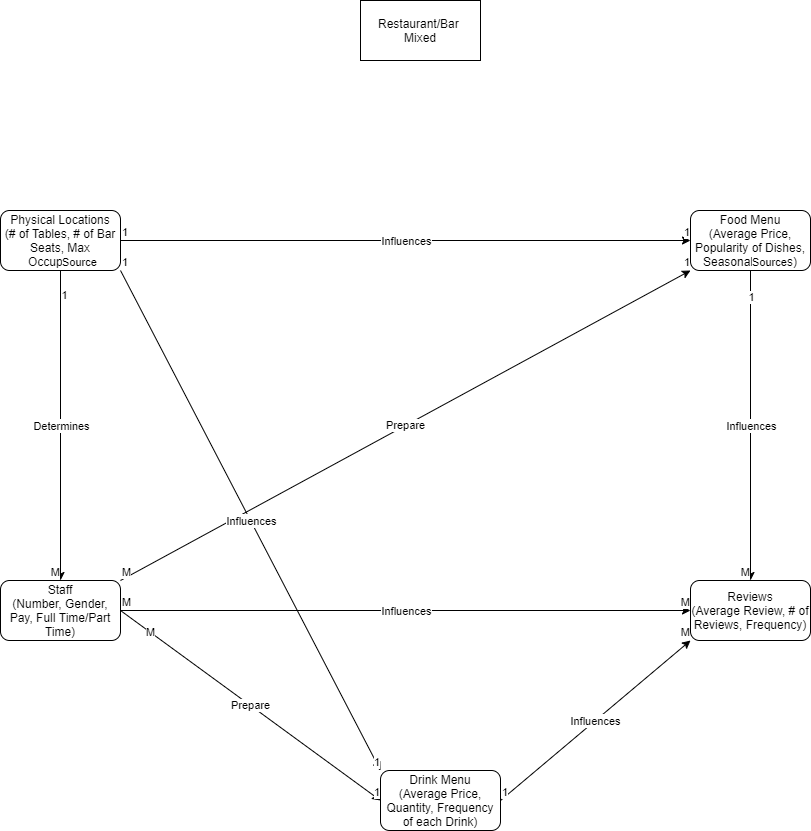 Restaurant/Bar
Mixed
Physical Locations
(# of Tables, # of Bar
Seats, Max
OccupSource
1
1
1
Influences
1
1
Food Menu
(Average Price,
Popularity of Dishes,
SeasonalSources)
1
Determines
Prepare
Influences
Influences
M
M
M
M
Staff
(Number, Gender,
Pay, Full Time/Part
Time)
M
Influences
M
M
M
Reviews
(Average Review, # of
Reviews, Frequency)
Prepare
Influences
1
1
1
Drink Menu
(Average Price,
Quantity, Frequency
of each Drink)